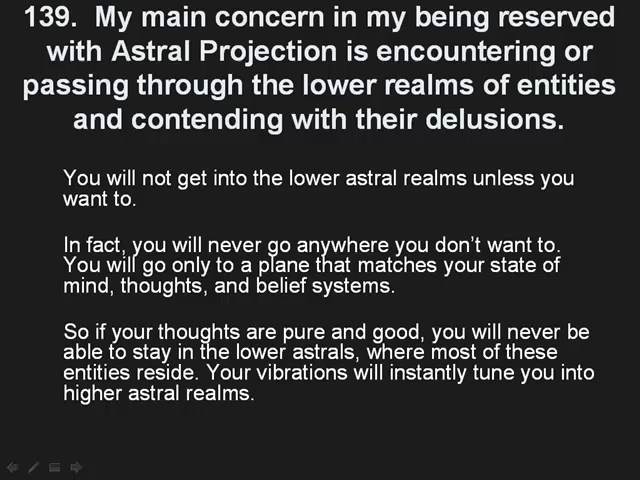 139. My main concern in my being reserved
with Astral Projection is encountering or
passing through the lower realms of entities
and contending with their delusions.
You will not get into the lower astral realms unless you
want to.
In fact, you will never go anywhere you don't want to.
You will go only to a plane that matches your state of
mind, thoughts, and belief systems.
So if your thoughts are pure and good, you will never be
able to stay in the lower astrals, where most of these
entities reside. Your vibrations will instantly tune you into
higher astral realms.